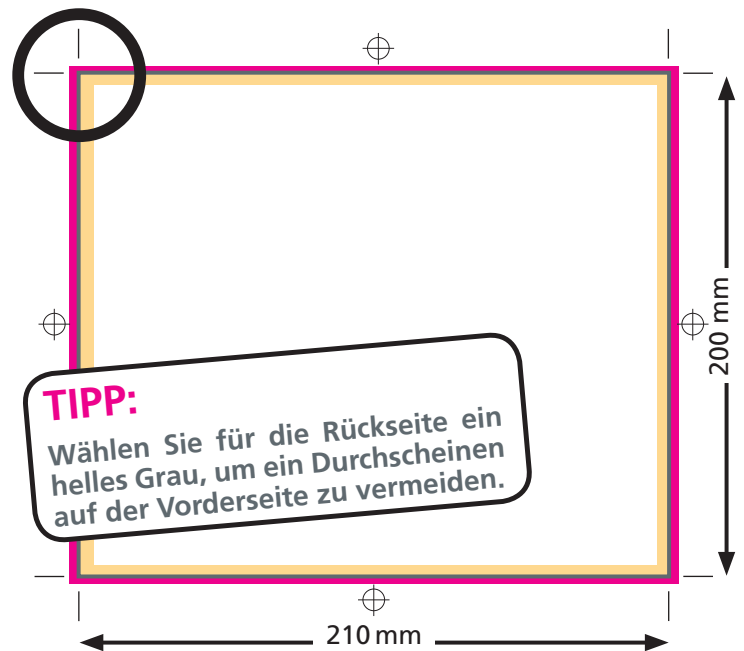 TIPP:
Wählen Sie für die Rückseite ein
helles Grau, um ein Durchscheinen
auf der Vorderseite zu vermeiden.
200 mm
210 mm